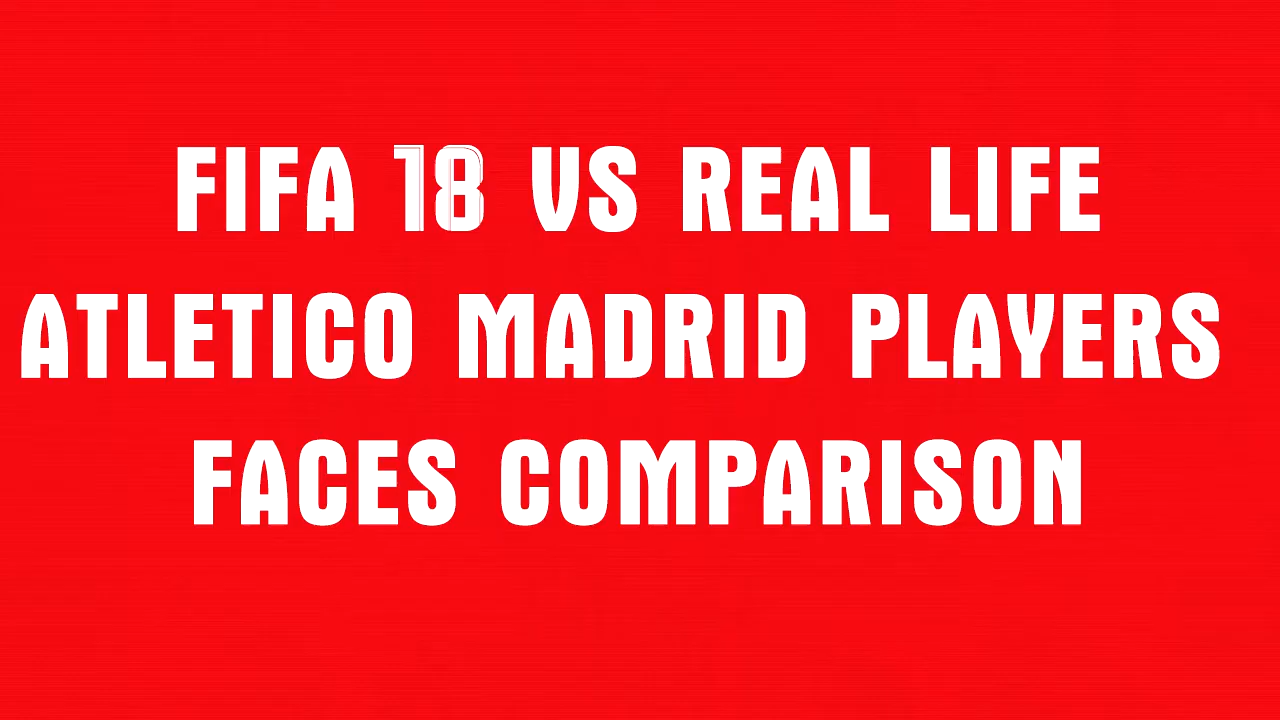 FIFA 18 VS REAL LIFE
ATLETICO MADRID PLAYERS
FACES COMPARISON